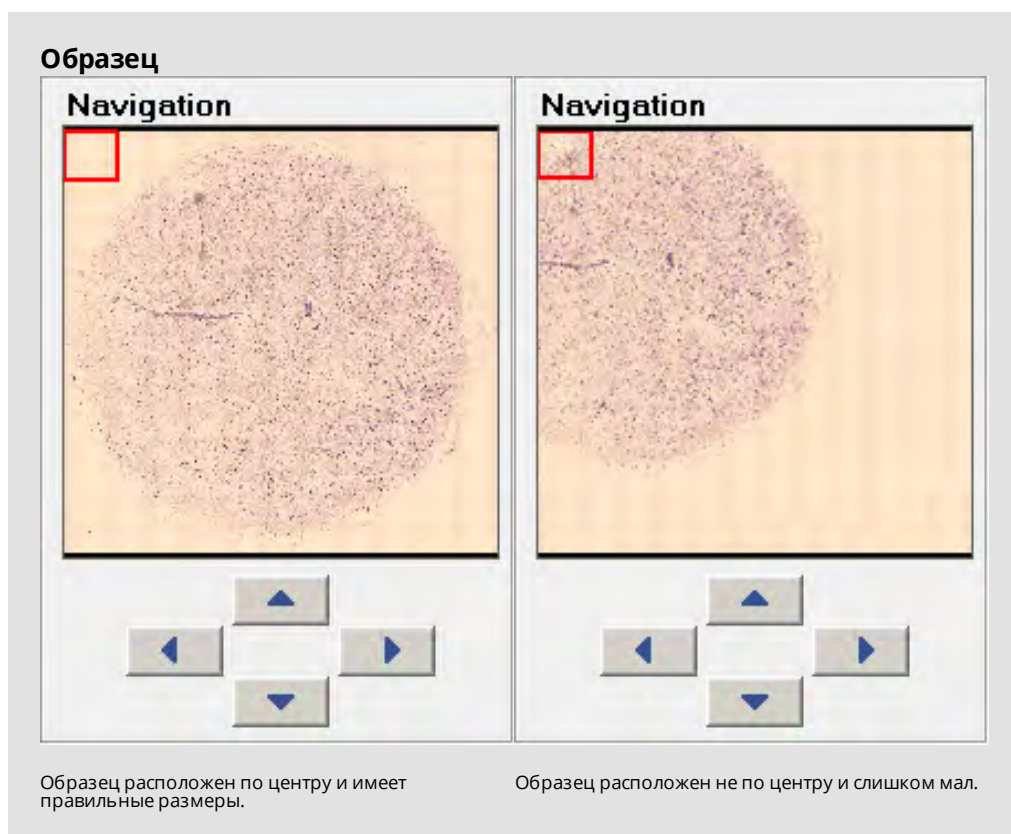 Образец
Navigation
Navigation
Образец расположен по центру и имеет
правильные размеры.
Образец расположен не по центру и слишком мал.